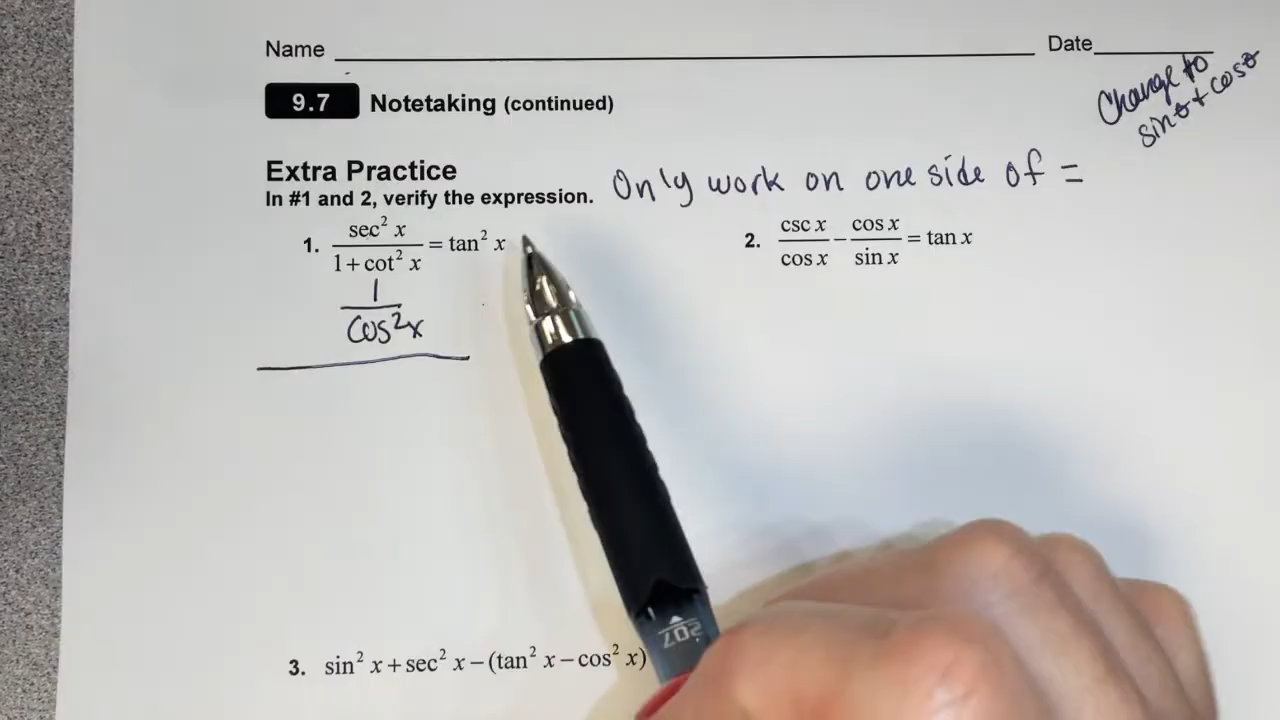 Name Date
Change to
sinθ + cosθ
9.7 Notetaking (continued)
Extra Practice
Only work on one side of =
In #1 and 2, verify the expression.
1. sec² x / 1 + cot² x = tan² x
2. csc x / cos x − cos x / sin x = tan x
1 / cos²x
3. sin² x + sec² x − (tan² x − cos² x)
207